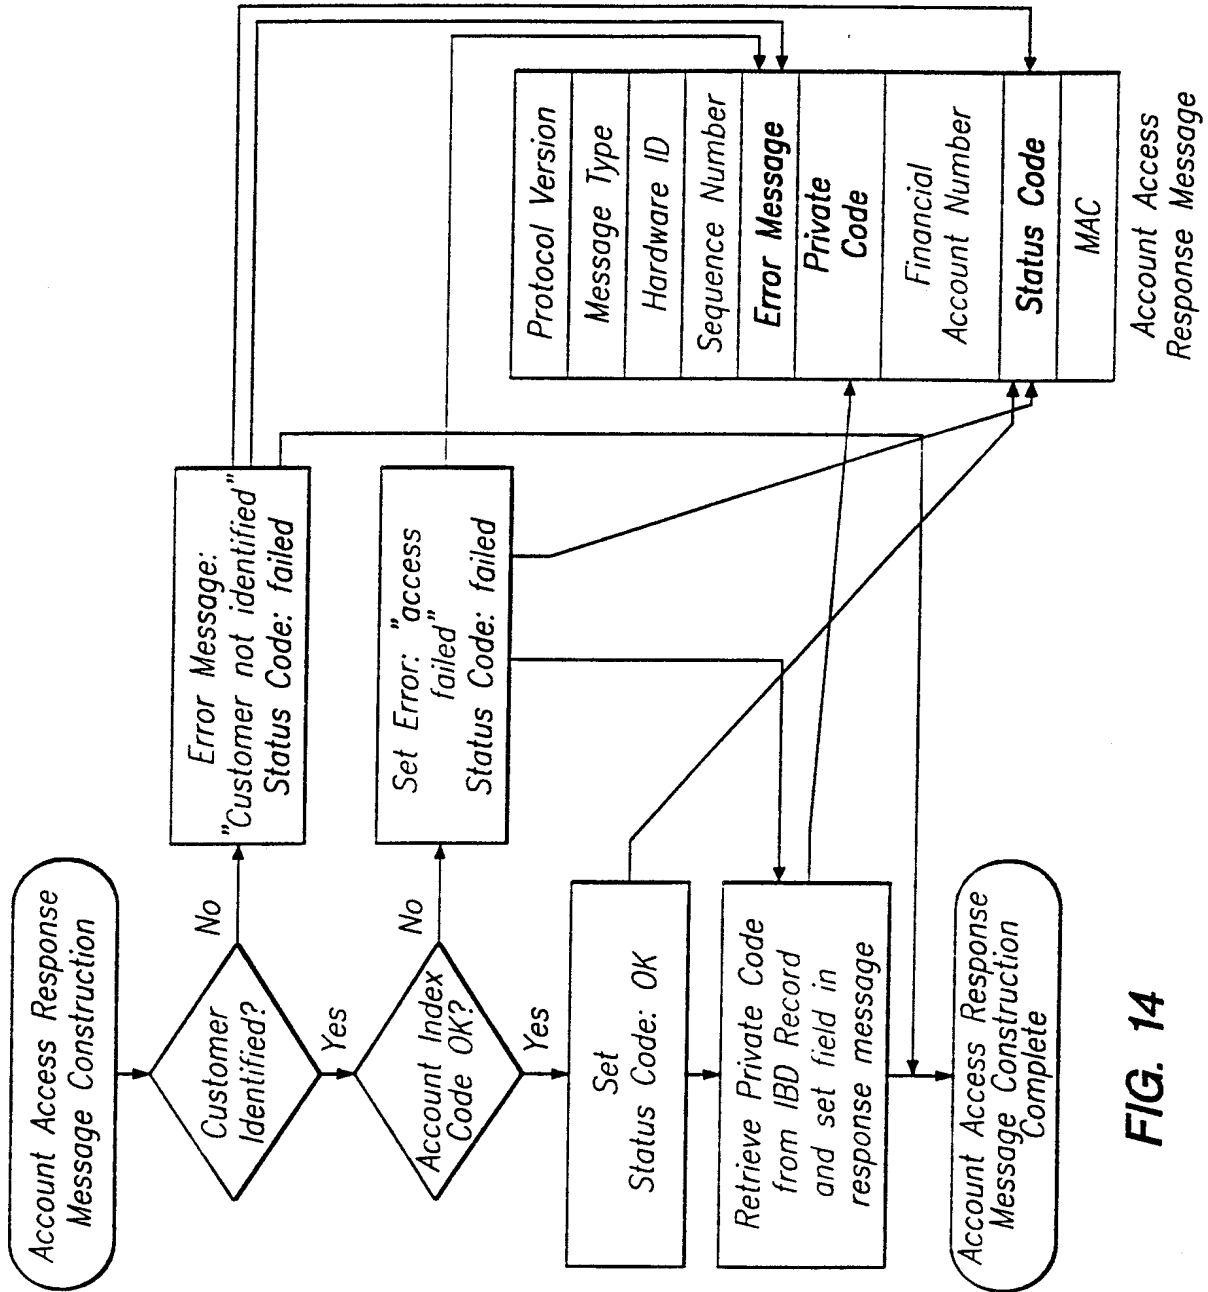 Account Access Response
Message Construction
Customer
Identified?
No
Yes
Error Message:
"Customer not identified"
Status Code: failed
Account Index
Code OK?
No
Yes
Set Error: "access
failed"
Status Code: failed
Set
Status Code: OK
Retrieve Private Code
from IBD Record
and set field in
response message
Account Access Response
Message Construction
Complete
Protocol Version
Message Type
Hardware ID
Sequence Number
Error Message
Private
Code
Financial
Account Number
Status Code
MAC
Account Access
Response Message
FIG. 14